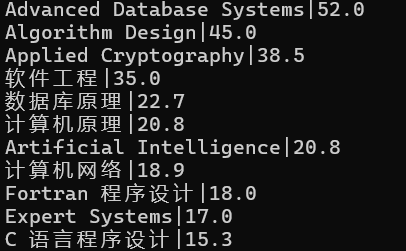 Advanced Database Systems|52.0
Algorithm Design|45.0
Applied Cryptography|38.5
软件工程|35.0
数据库原理|22.7
计算机原理|20.8
Artificial Intelligence|20.8
计算机网络|18.9
Fortran 程序设计|18.0
Expert Systems|17.0
C 语言程序设计|15.3